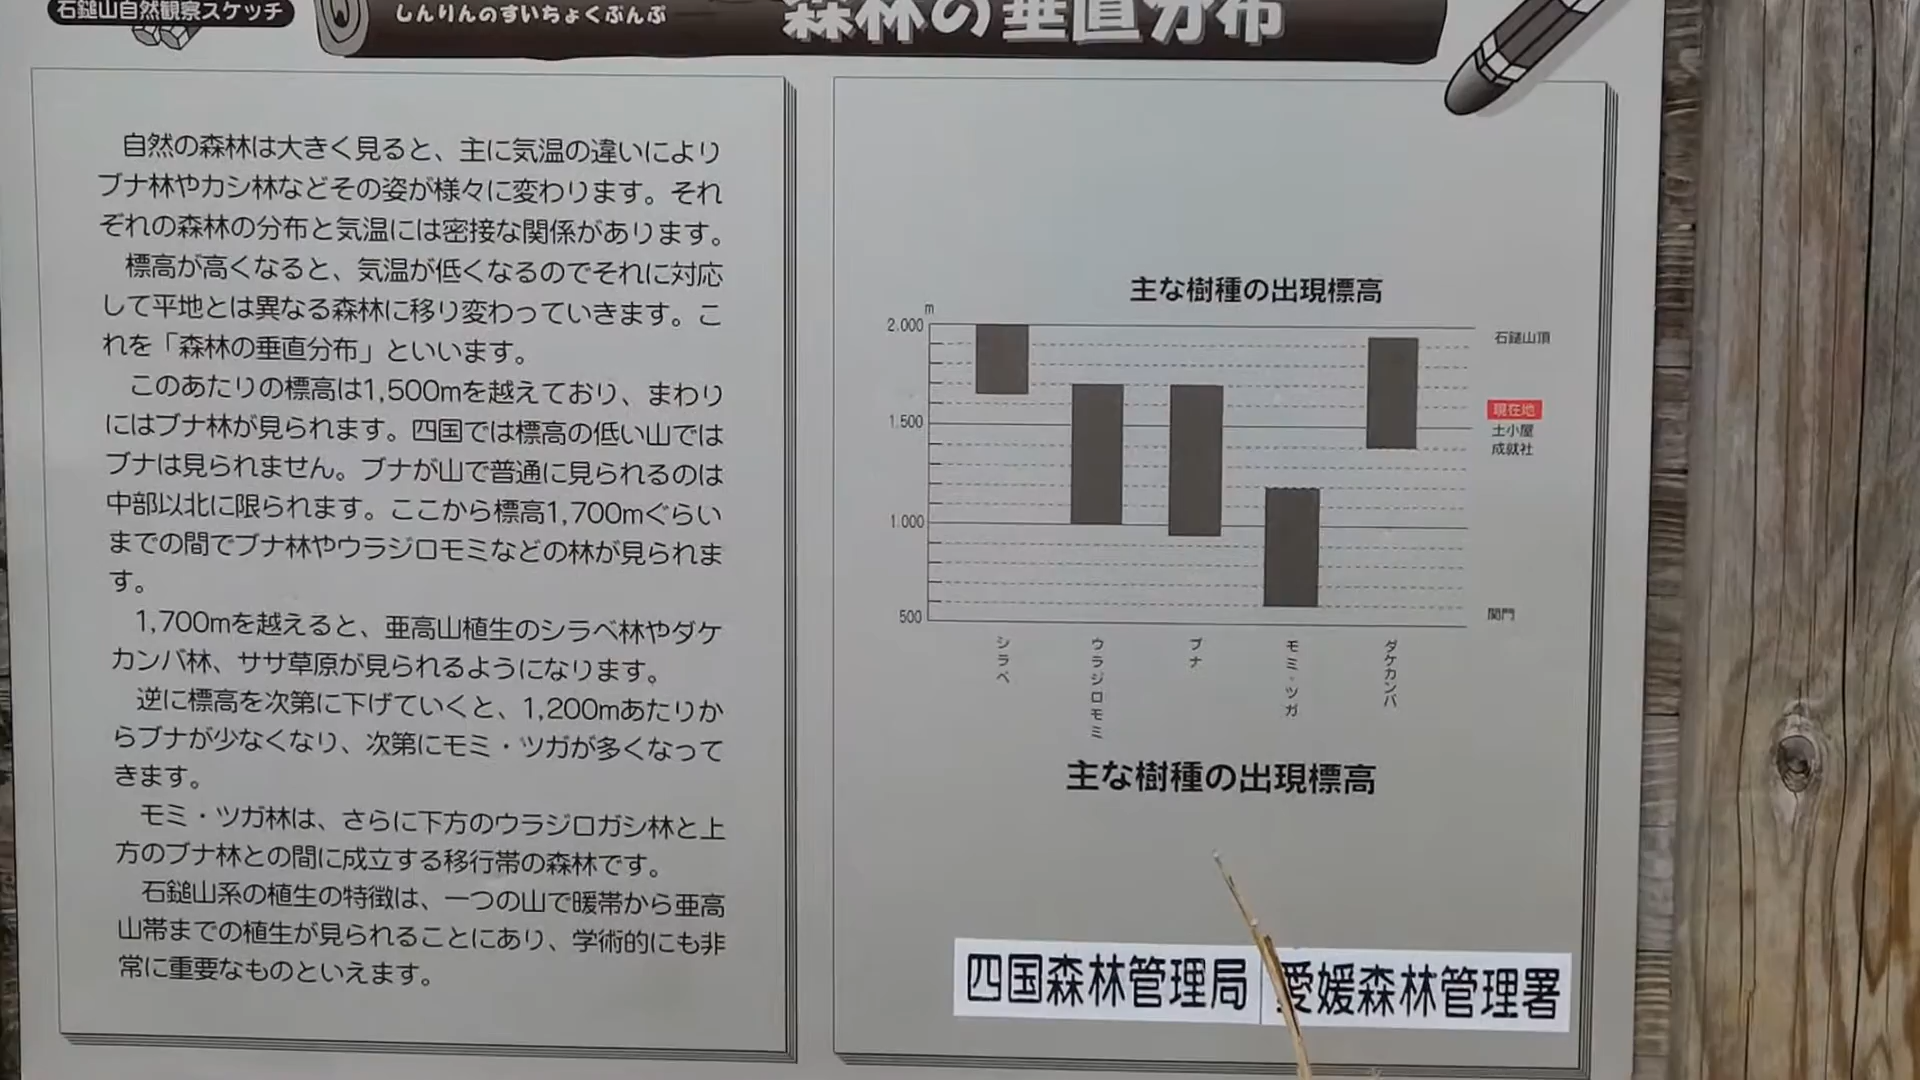 石鎚山自然観察スケッチ
しんりんのすいちょくぶんぷ
森林の垂直分布
自然の森林は大きく見ると、主に気温の違いにより
ブナ林やカシ林などその姿が様々に変わります。それ
ぞれの森林の分布と気温には密接な関係があります。
標高が高くなると、気温が低くなるのでそれに対応
して平地とは異なる森林に移り変わっていきます。こ
れを「森林の垂直分布」といいます。
このあたりの標高は1,500mを越えており、まわり
にはブナ林が見られます。四国では標高の低い山では
ブナは見られません。ブナが山で普通に見られるのは
中部以北に限られます。ここから標高1,700mぐらい
までの間でブナ林やウラジロモミなどの林が見られま
す。
1,700mを越えると、亜高山植生のシラベ林やダケ
カンバ林、ササ草原が見られるようになります。
逆に標高を次第に下げていくと、1,200mあたりか
らブナが少なくなり、次第にモミ・ツガが多くなって
きます。
モミ・ツガ林は、さらに下方のウラジロガシ林と上
方のブナ林との間に成立する移行帯の森林です。
石鎚山系の植生の特徴は、一つの山で暖帯から亜高
山帯までの植生が見られることにあり、学術的にも非
常に重要なものといえます。
主な樹種の出現標高
m
2,000
1,500
1,000
500
石鎚山頂
現在地
土小屋
成就社
関門
シラベ
ウラジロモミ
ブナ
モミ・ツガ
ダケカンバ
主な樹種の出現標高
四国森林管理局 愛媛森林管理署